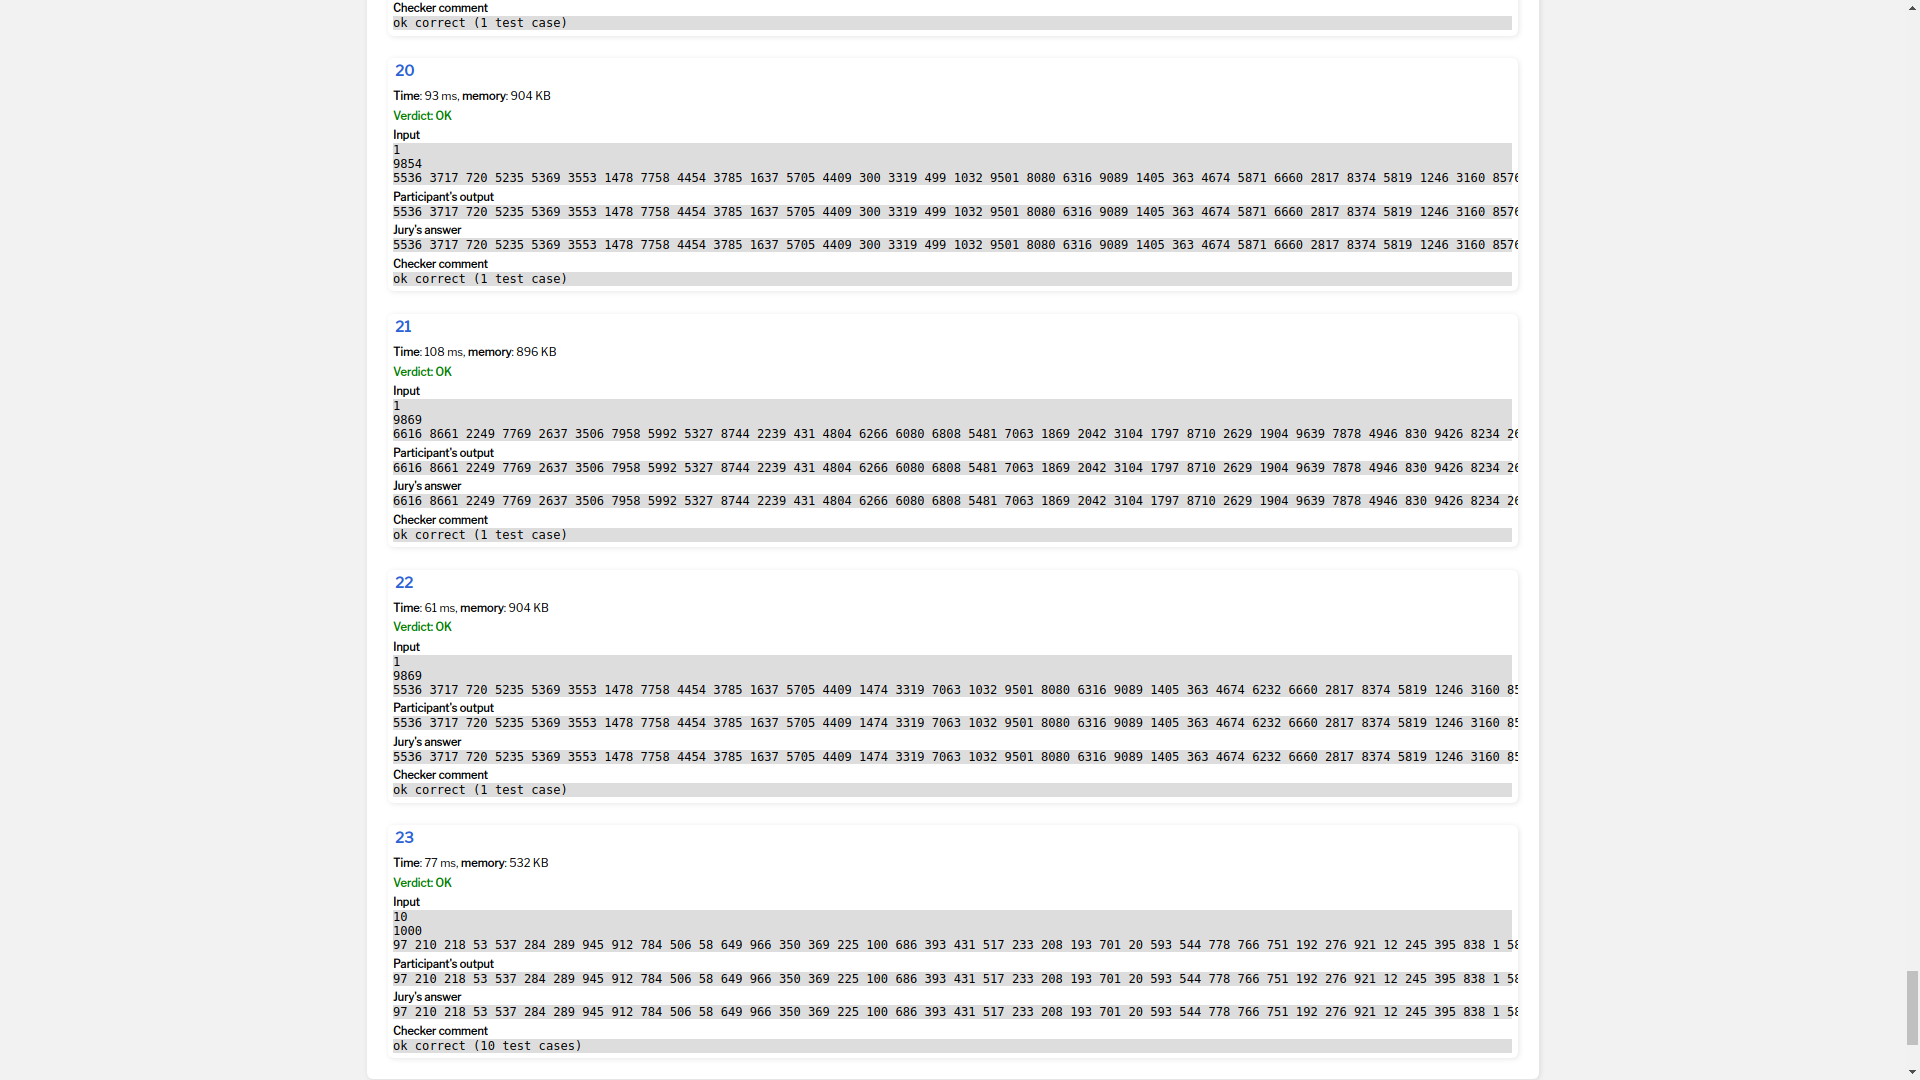 Checker comment
ok correct (1 test case)
20
Time: 93 ms, memory: 904 KB
Verdict: OK
Input
1
9854
5536 3717 720 5235 5369 3553 1478 7758 4454 3785 1637 5705 4409 300 3319 499 1032 9501 8080 6316 9089 1405 363 4674 5871 6660 2817 8374 5819 1246 3160 8576
Participant's output
5536 3717 720 5235 5369 3553 1478 7758 4454 3785 1637 5705 4409 300 3319 499 1032 9501 8080 6316 9089 1405 363 4674 5871 6660 2817 8374 5819 1246 3160 8576
Jury's answer
5536 3717 720 5235 5369 3553 1478 7758 4454 3785 1637 5705 4409 300 3319 499 1032 9501 8080 6316 9089 1405 363 4674 5871 6660 2817 8374 5819 1246 3160 8576
Checker comment
ok correct (1 test case)
21
Time: 108 ms, memory: 896 KB
Verdict: OK
Input
1
9869
6616 8661 2249 7769 2637 3506 7958 5992 5327 8744 2239 431 4804 6266 6080 6808 5481 7063 1869 2042 3104 1797 8710 2629 1904 9639 7878 4946 830 9426 8234 26
Participant's output
6616 8661 2249 7769 2637 3506 7958 5992 5327 8744 2239 431 4804 6266 6080 6808 5481 7063 1869 2042 3104 1797 8710 2629 1904 9639 7878 4946 830 9426 8234 26
Jury's answer
6616 8661 2249 7769 2637 3506 7958 5992 5327 8744 2239 431 4804 6266 6080 6808 5481 7063 1869 2042 3104 1797 8710 2629 1904 9639 7878 4946 830 9426 8234 26
Checker comment
ok correct (1 test case)
22
Time: 61 ms, memory: 904 KB
Verdict: OK
Input
1
9869
5536 3717 720 5235 5369 3553 1478 7758 4454 3785 1637 5705 4409 1474 3319 7063 1032 9501 8080 6316 9089 1405 363 4674 6232 6660 2817 8374 5819 1246 3160 85
Participant's output
5536 3717 720 5235 5369 3553 1478 7758 4454 3785 1637 5705 4409 1474 3319 7063 1032 9501 8080 6316 9089 1405 363 4674 6232 6660 2817 8374 5819 1246 3160 85
Jury's answer
5536 3717 720 5235 5369 3553 1478 7758 4454 3785 1637 5705 4409 1474 3319 7063 1032 9501 8080 6316 9089 1405 363 4674 6232 6660 2817 8374 5819 1246 3160 85
Checker comment
ok correct (1 test case)
23
Time: 77 ms, memory: 532 KB
Verdict: OK
Input
10
1000
97 210 218 53 537 284 289 945 912 784 506 58 649 966 350 369 225 100 686 393 431 517 233 208 193 701 20 593 544 778 766 751 192 276 921 12 245 395 838 1 58
Participant's output
97 210 218 53 537 284 289 945 912 784 506 58 649 966 350 369 225 100 686 393 431 517 233 208 193 701 20 593 544 778 766 751 192 276 921 12 245 395 838 1 58
Jury's answer
97 210 218 53 537 284 289 945 912 784 506 58 649 966 350 369 225 100 686 393 431 517 233 208 193 701 20 593 544 778 766 751 192 276 921 12 245 395 838 1 58
Checker comment
ok correct (10 test cases)